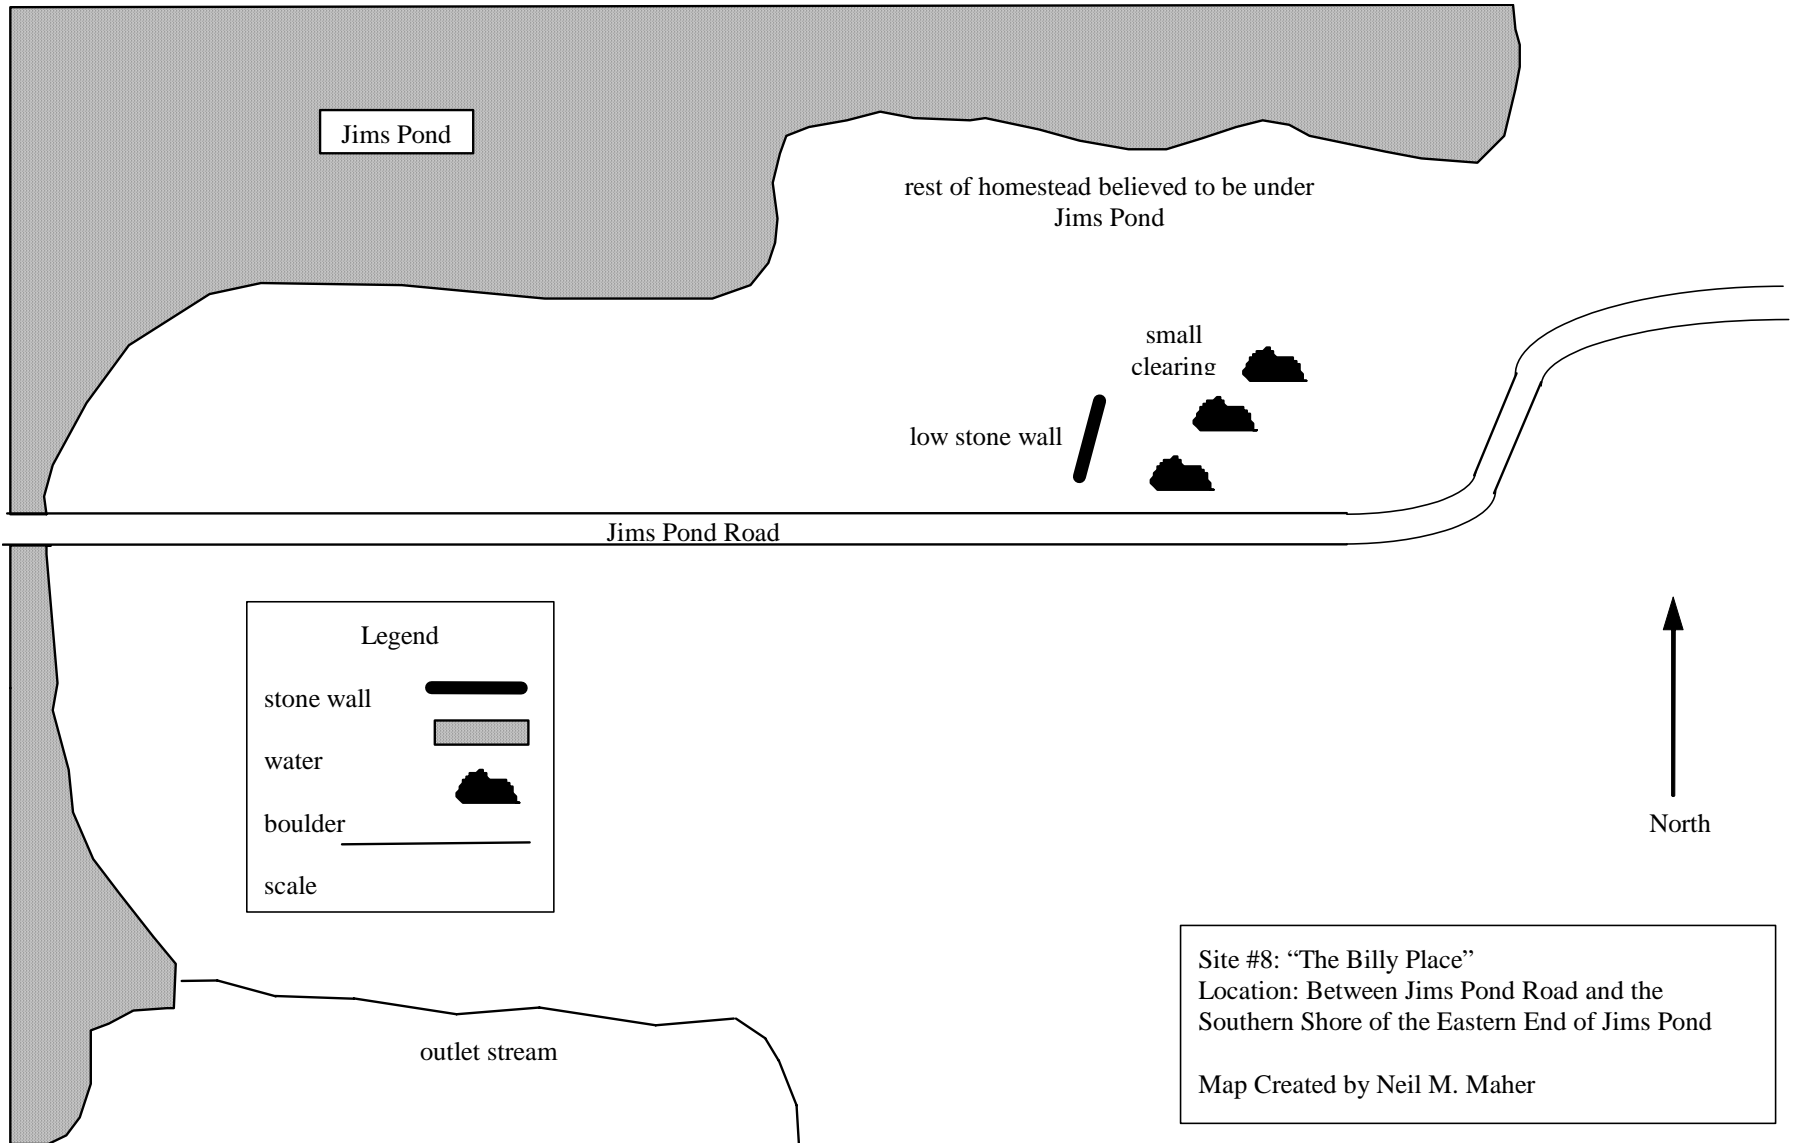 Jims Pond
rest of homestead believed to be under
Jims Pond
small
clearing
low stone wall
Jims Pond Road
Legend
stone wall
water
boulder
scale
North
outlet stream
Site #8: “The Billy Place”
Location: Between Jims Pond Road and the
Southern Shore of the Eastern End of Jims Pond
Map Created by Neil M. Maher